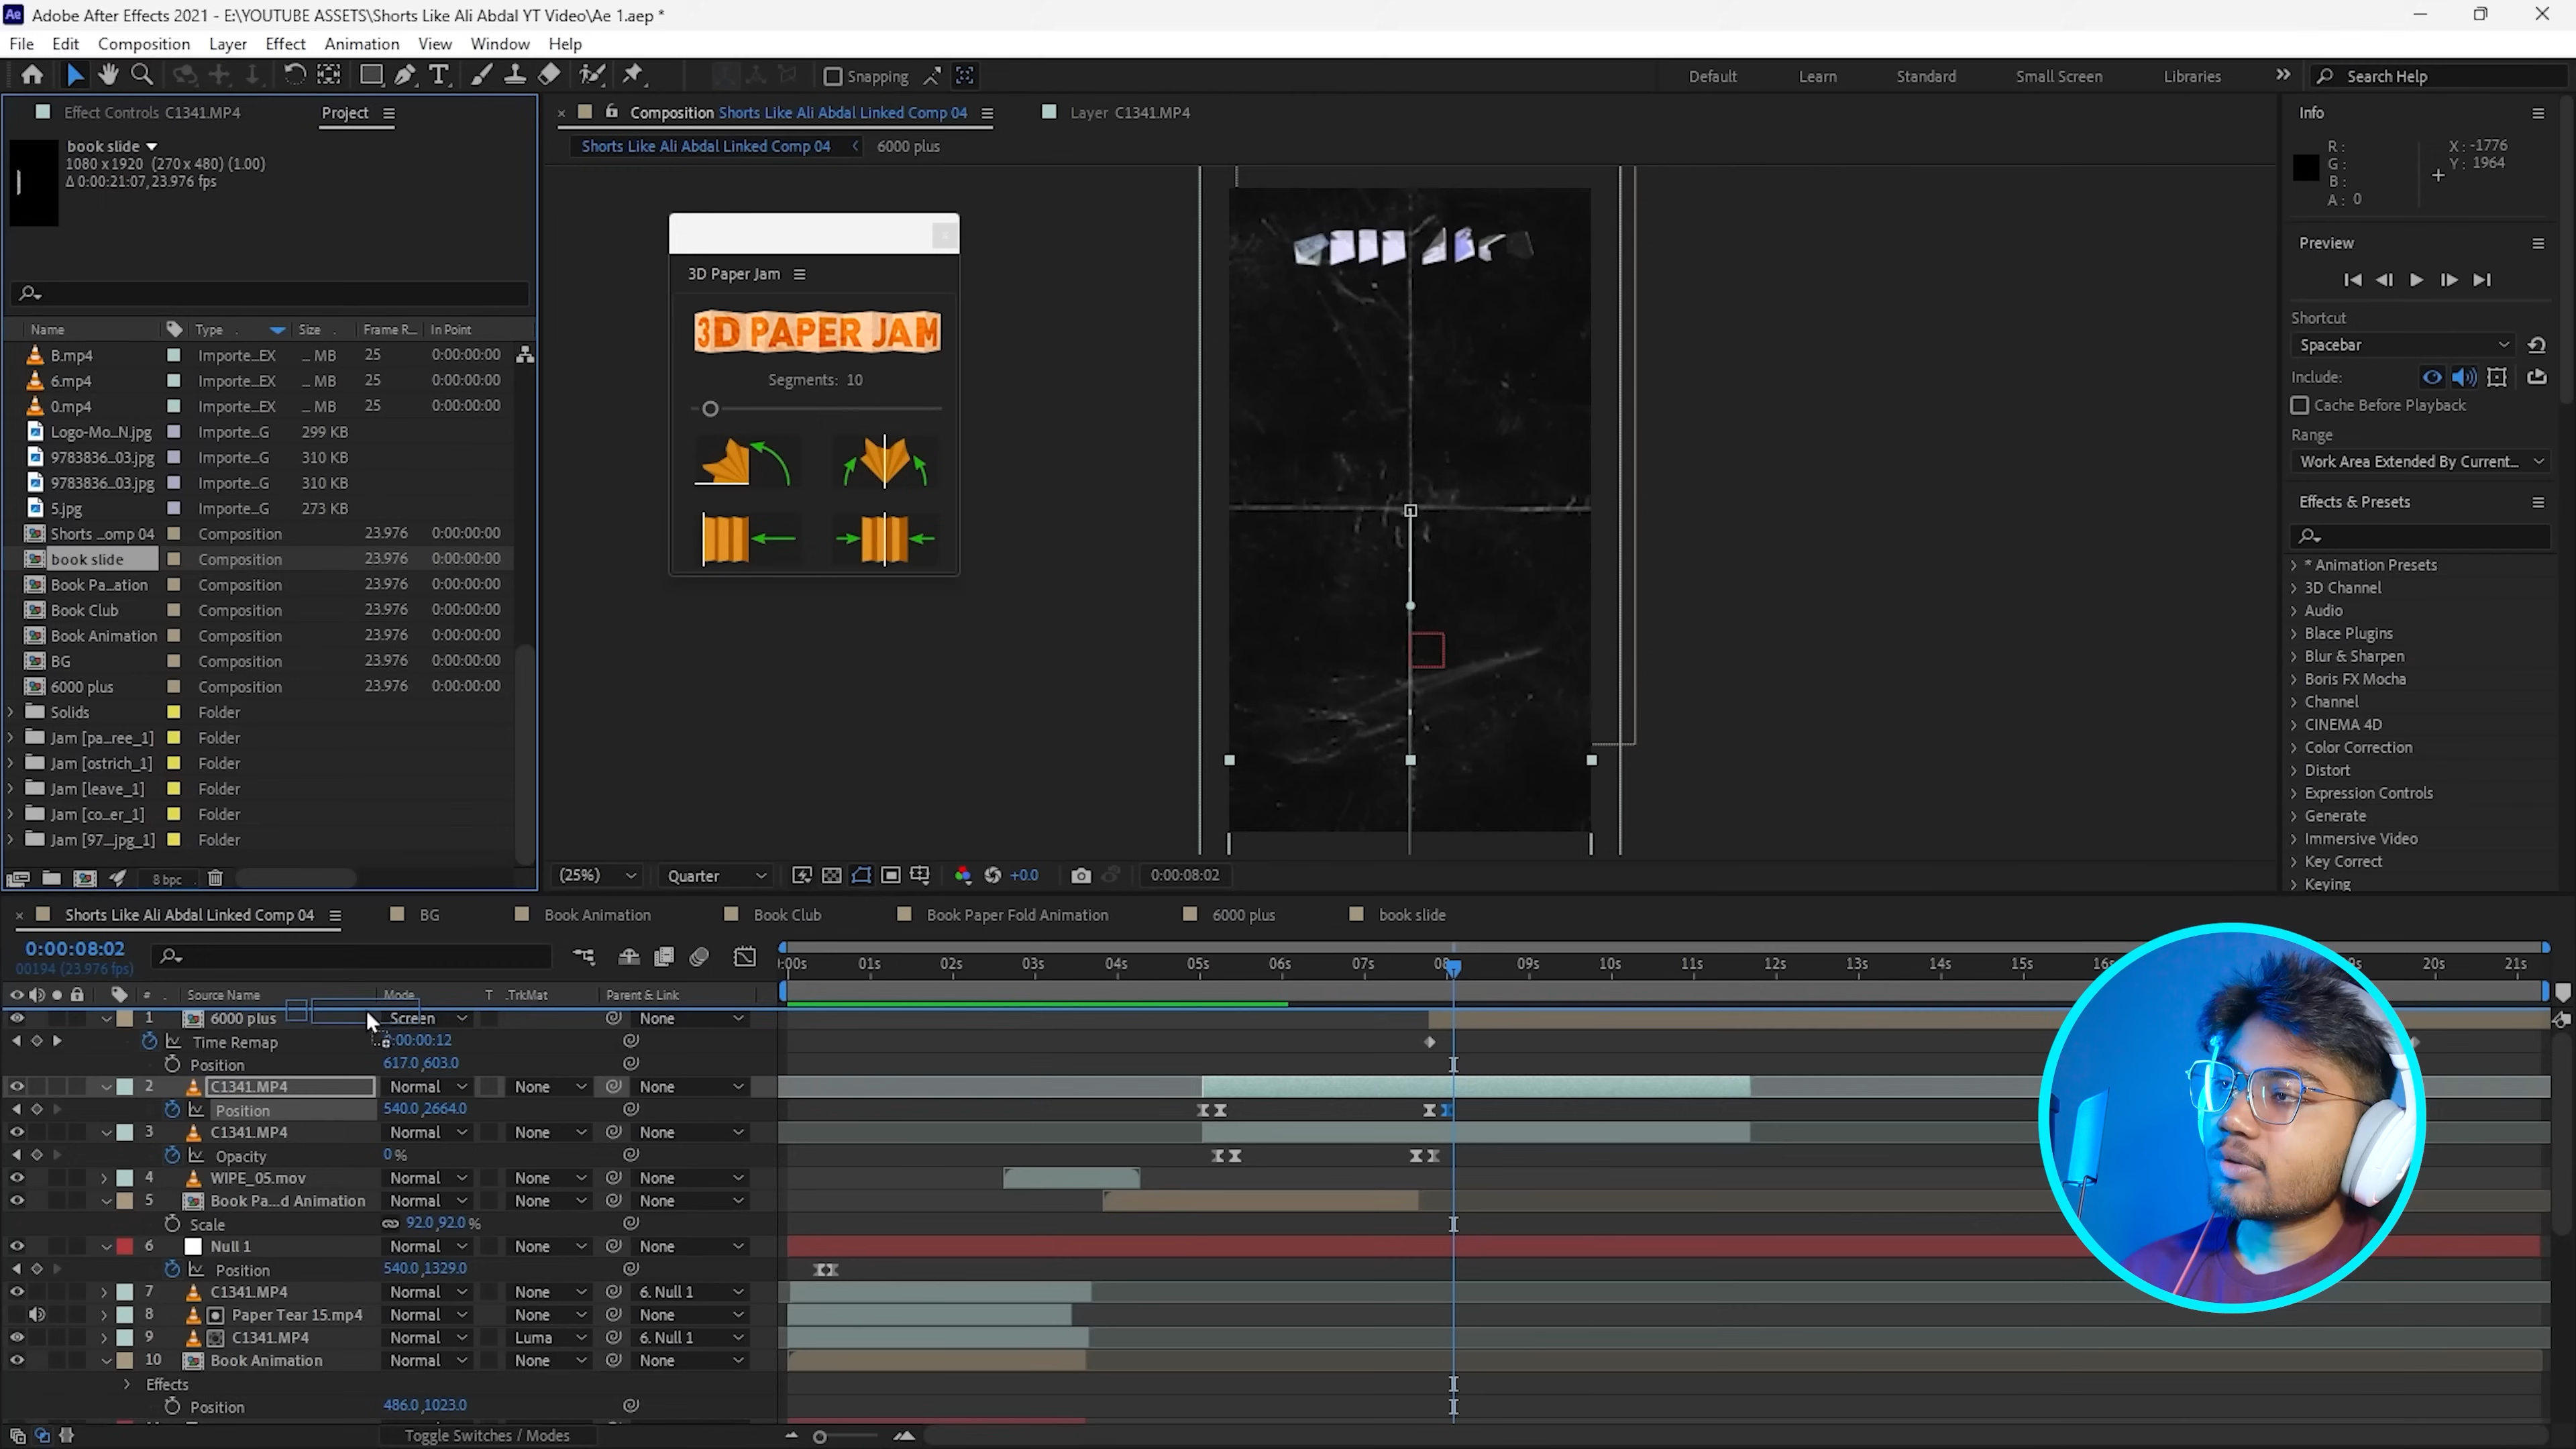 Adobe After Effects 2021 - E:\YOUTUBE ASSETS\Shorts Like Ali Abdal YT Video\Ae 1.aep *
File Edit Composition Layer Effect Animation View Window Help
Snapping Default Learn Standard Small Screen Libraries Search Help
Effect Controls C1341.MP4 Project
book slide
1080 x 1920 (270 x 480) (1.00)
Δ 0:00:21:07, 23.976 fps
Name Type Size Frame R... In Point
B.mp4 Importe...EX ... MB 25 0:00:00:00
6.mp4 Importe...EX ... MB 25 0:00:00:00
0.mp4 Importe...EX ... MB 25 0:00:00:00
Logo-Mo...N.jpg Importe...G 299 KB
9783836...03.jpg Importe...G 310 KB
9783836...03.jpg Importe...G 310 KB
5.jpg Importe...G 273 KB
Shorts ...omp 04 Composition 23.976 0:00:00:00
book slide Composition 23.976 0:00:00:00
Book Pa...ation Composition 23.976 0:00:00:00
Book Club Composition 23.976 0:00:00:00
Book Animation Composition 23.976 0:00:00:00
BG Composition 23.976 0:00:00:00
6000 plus Composition 23.976 0:00:00:00
Solids Folder
Jam [pa...ree_1] Folder
Jam [ostrich_1] Folder
Jam [leave_1] Folder
Jam [co...er_1] Folder
Jam [97...jpg_1] Folder
8 bpc
Composition Shorts Like Ali Abdal Linked Comp 04 Layer C1341.MP4
Shorts Like Ali Abdal Linked Comp 04 6000 plus
3D Paper Jam
3D PAPER JAM
Segments: 10
(25%) Quarter +0.0 0:00:08:02
Info
R: X: -1776
G: Y: 1964
B:
A: 0
Preview
Shortcut
Spacebar
Include:
Cache Before Playback
Range
Work Area Extended By Current...
Effects & Presets
* Animation Presets
3D Channel
Audio
Blace Plugins
Blur & Sharpen
Boris FX Mocha
Channel
CINEMA 4D
Color Correction
Distort
Expression Controls
Generate
Immersive Video
Key Correct
Keying
Shorts Like Ali Abdal Linked Comp 04 BG Book Animation Book Club Book Paper Fold Animation 6000 plus book slide
0:00:08:02
00194 (23.976 fps)
:00s 01s 02s 03s 04s 05s 06s 07s 08s 09s 10s 11s 12s 13s 14s 15s 16s 20s 21s
# Source Name Mode T .TrkMat Parent & Link
1 6000 plus Screen None
Time Remap 0:00:00:12
Position 617.0,603.0
2 C1341.MP4 Normal None None
Position 540.0,2664.0
3 C1341.MP4 Normal None None
Opacity 0%
4 WIPE_05.mov Normal None None
5 Book Pa...d Animation Normal None None
Scale 92.0,92.0%
6 Null 1 Normal None None
Position 540.0,1329.0
7 C1341.MP4 Normal None 6. Null 1
8 Paper Tear 15.mp4 Normal None None
9 C1341.MP4 Normal Luma 6. Null 1
10 Book Animation Normal None None
Effects
Position 486.0,1023.0
Toggle Switches / Modes